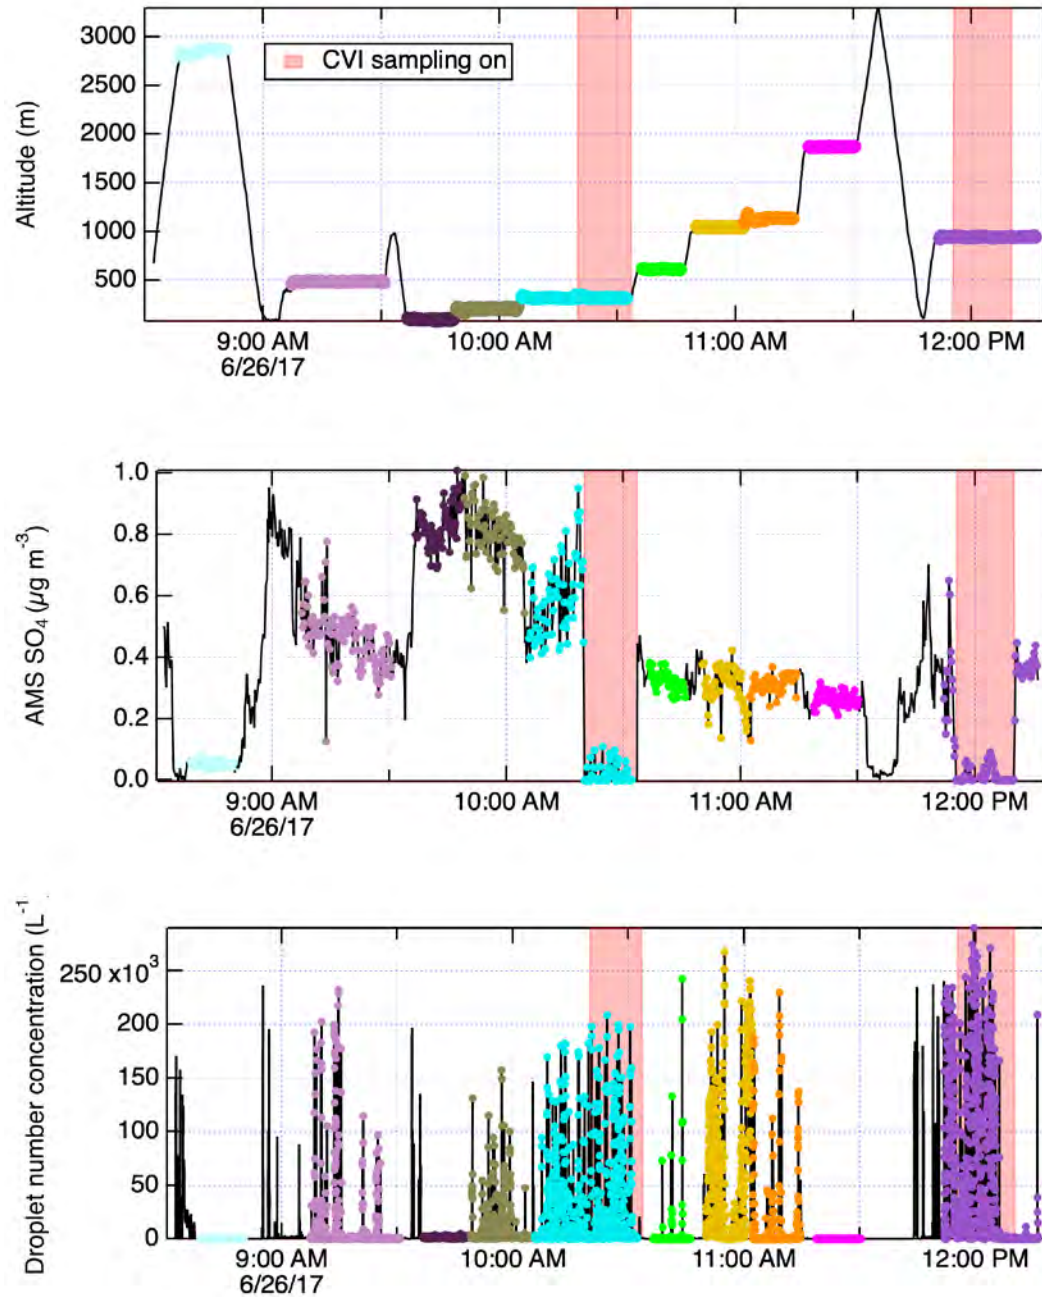 3000
CVI sampling on
2500
2000
1500
1000
500
Altitude (m)
9:00 AM
10:00 AM
11:00 AM
12:00 PM
6/26/17
1.0
0.8
0.6
0.4
0.2
0.0
AMS SO₄ (µg m⁻³)
9:00 AM
10:00 AM
11:00 AM
12:00 PM
6/26/17
250 x10³
200
150
100
50
0
Droplet number concentration (L⁻¹
9:00 AM
10:00 AM
11:00 AM
12:00 PM
6/26/17